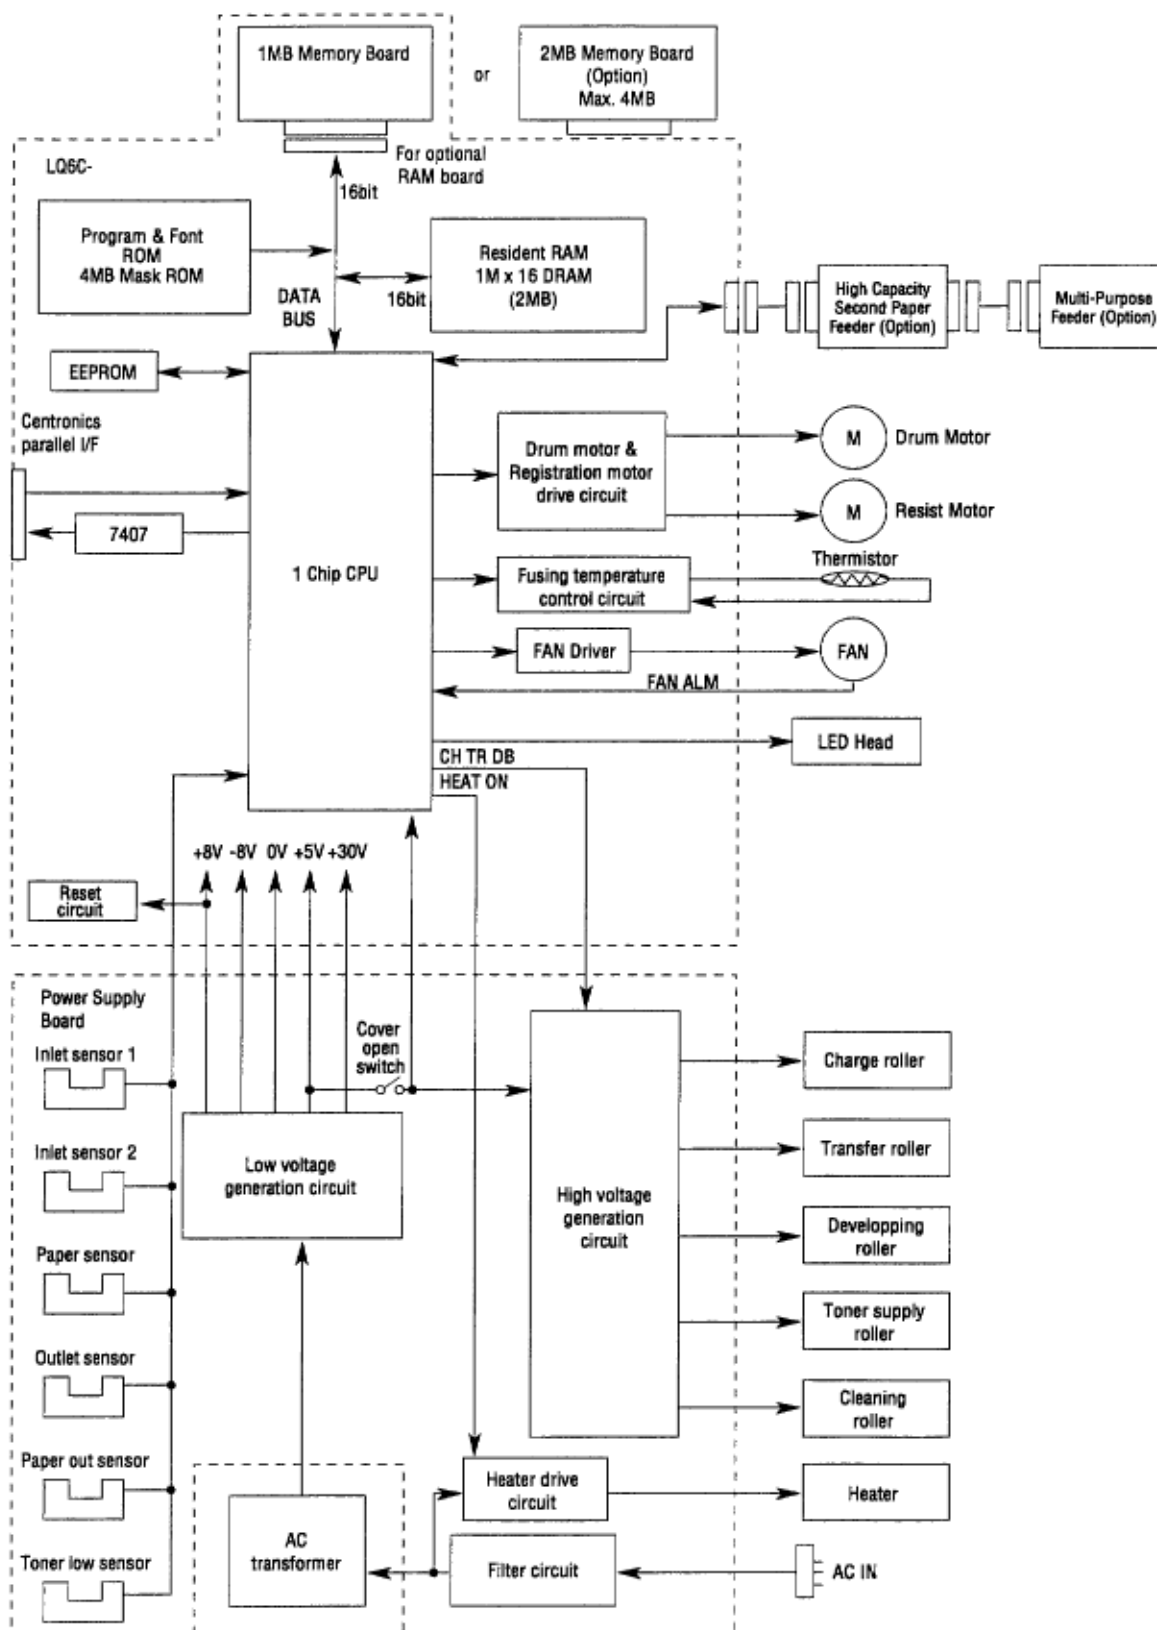 1MB Memory Board
or
2MB Memory Board
(Option)
Max. 4MB
LQ6C-
For optional
RAM board
16bit
Program & Font
ROM
4MB Mask ROM
Resident RAM
1M x 16 DRAM
(2MB)
16bit
DATA
BUS
High Capacity
Second Paper
Feeder (Option)
Multi-Purpose
Feeder (Option)
EEPROM
Centronics
parallel I/F
7407
1 Chip CPU
Drum motor &
Registration motor
drive circuit
M
Drum Motor
M
Resist Motor
Thermistor
Fusing temperature
control circuit
FAN Driver
FAN
FAN ALM
LED Head
CH TR DB
HEAT ON
+8V
-8V
0V
+5V
+30V
Reset
circuit
Power Supply
Board
Inlet sensor 1
Cover
open
switch
Inlet sensor 2
Low voltage
generation circuit
High voltage
generation
circuit
Charge roller
Transfer roller
Developping
roller
Toner supply
roller
Cleaning
roller
Paper sensor
Outlet sensor
Paper out sensor
Toner low sensor
AC
transformer
Heater drive
circuit
Heater
Filter circuit
AC IN